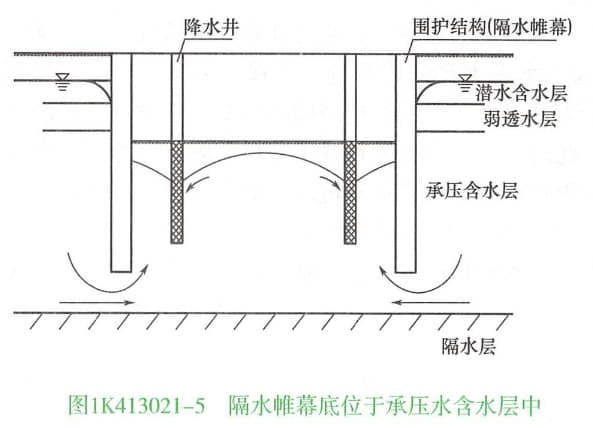 降水井 围护结构(隔水帷幕)
潜水含水层
弱透水层
承压含水层
隔水层
图1K413021-5 隔水帷幕底位于承压水含水层中